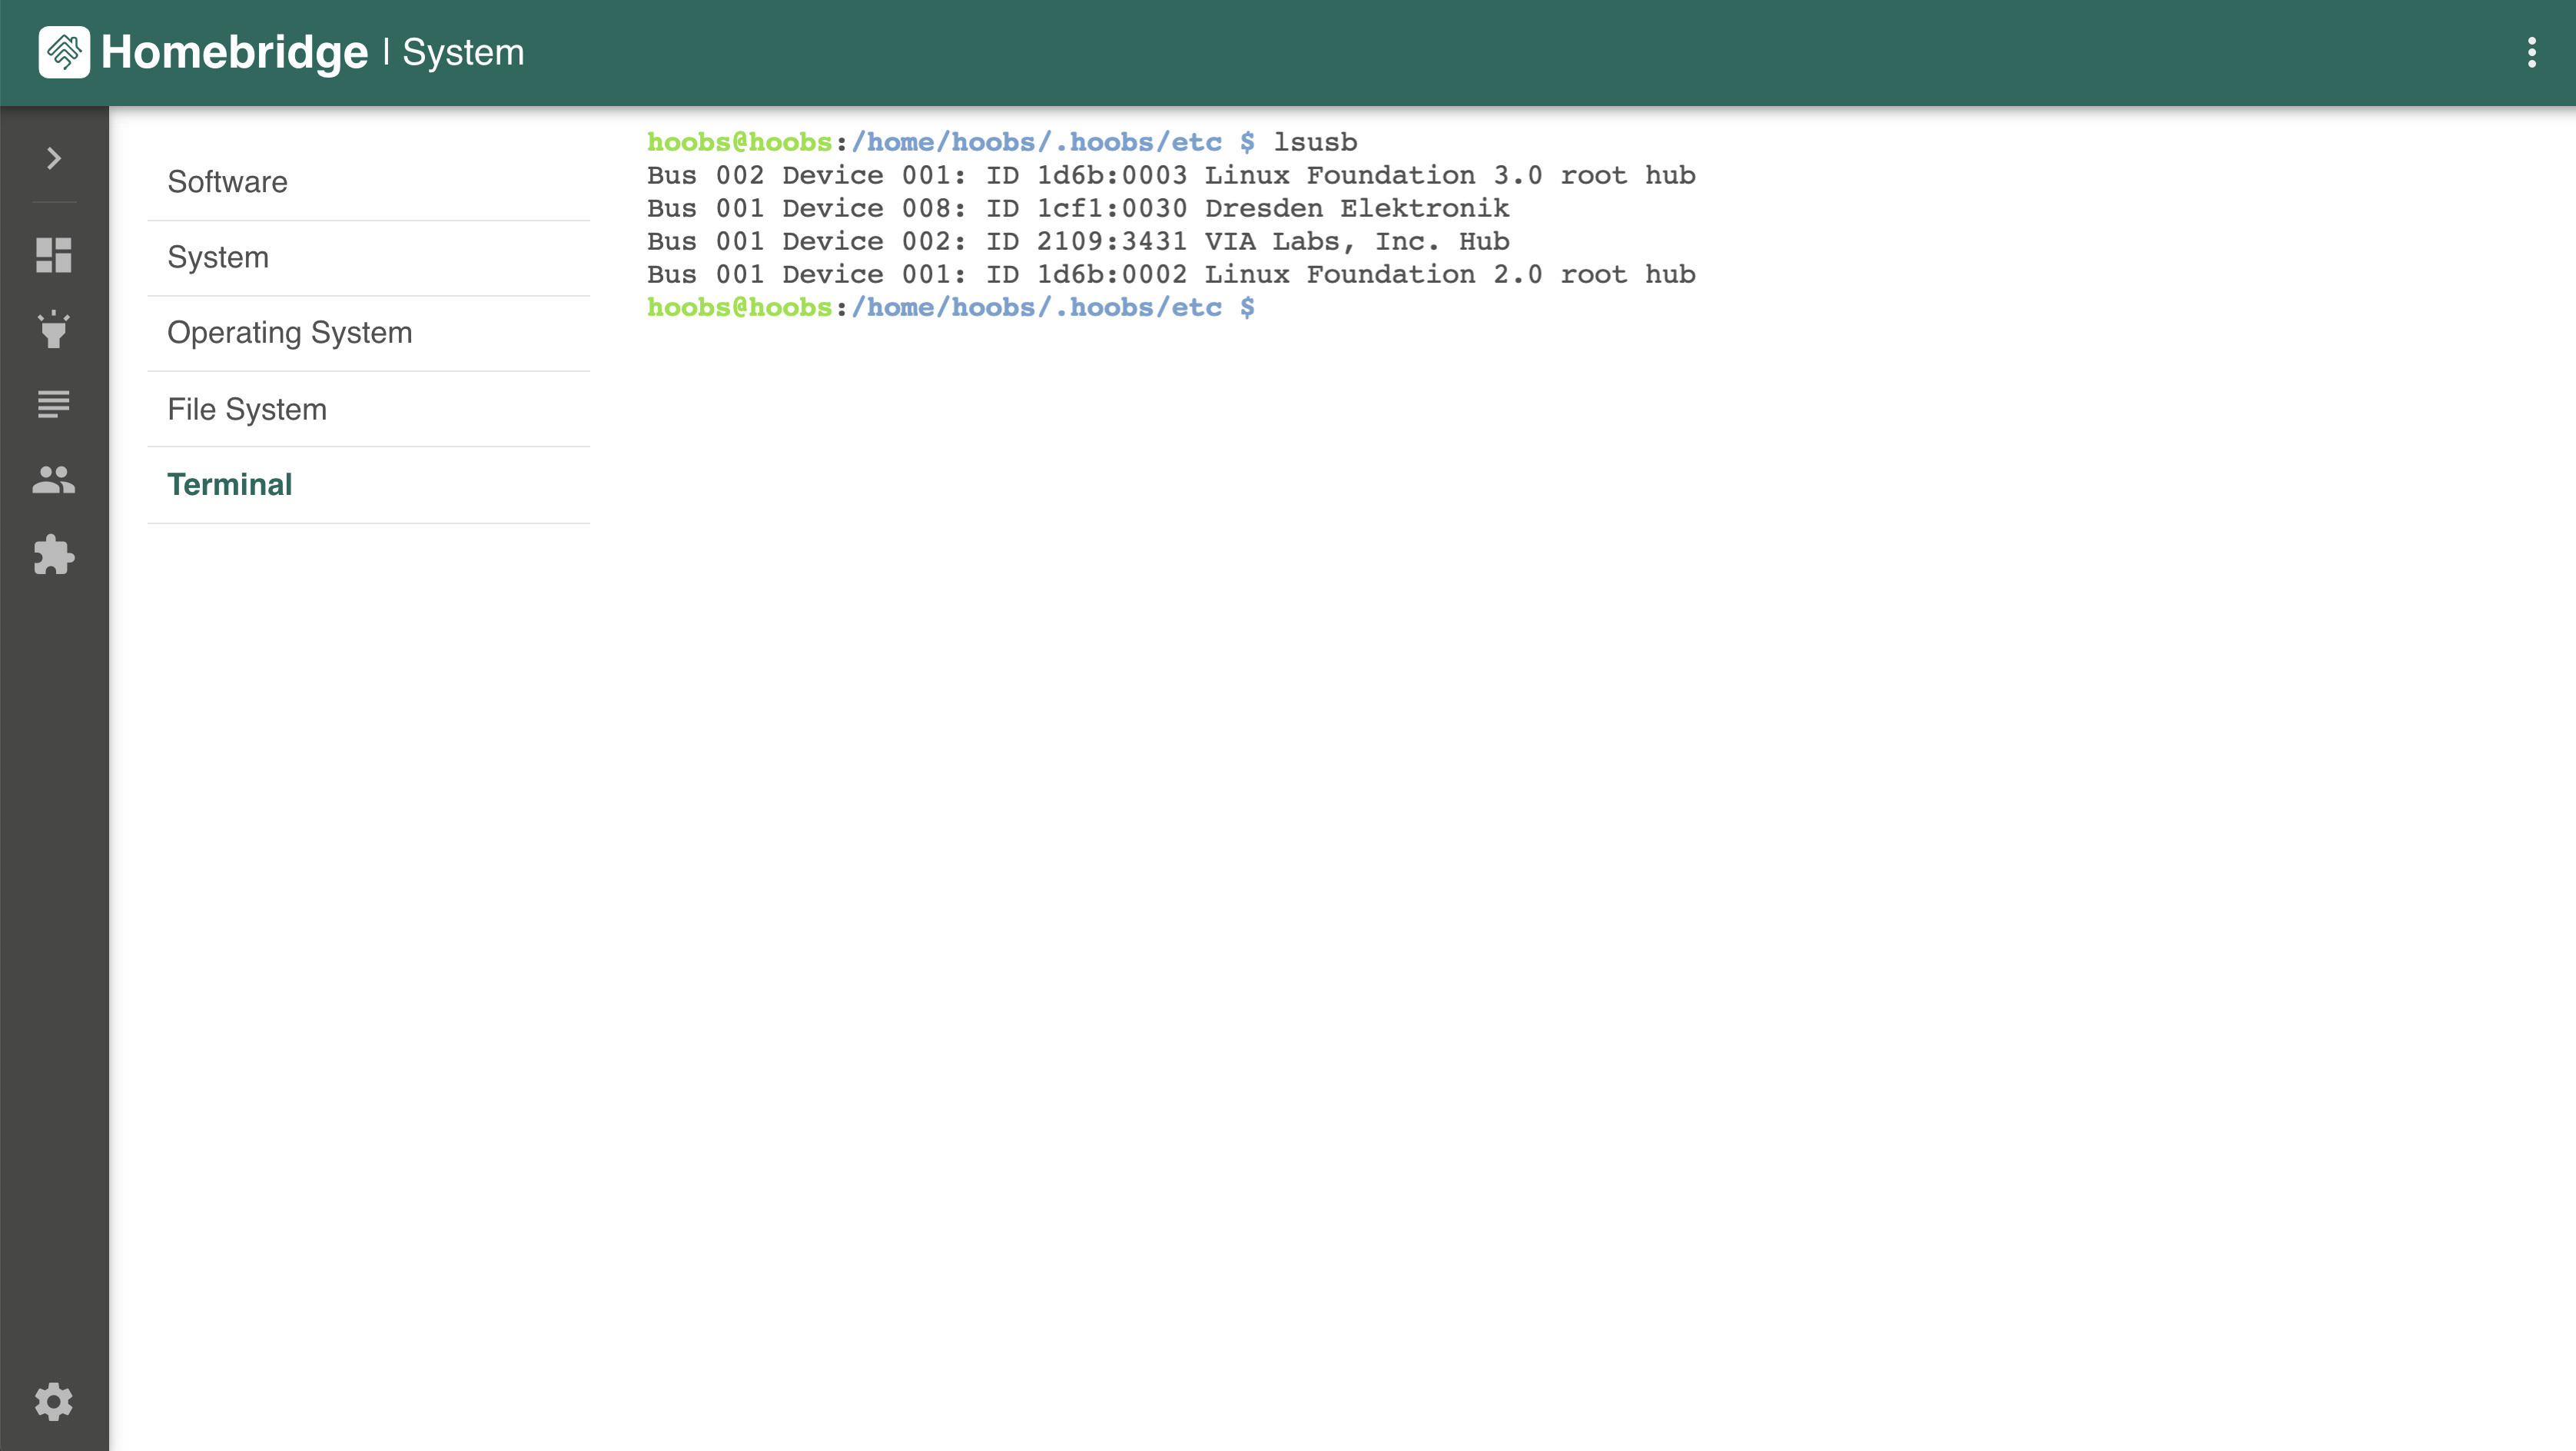 Homebridge | System
Software
System
Operating System
File System
Terminal
hoobs@hoobs:/home/hoobs/.hoobs/etc $ lsusb
Bus 002 Device 001: ID 1d6b:0003 Linux Foundation 3.0 root hub
Bus 001 Device 008: ID 1cf1:0030 Dresden Elektronik
Bus 001 Device 002: ID 2109:3431 VIA Labs, Inc. Hub
Bus 001 Device 001: ID 1d6b:0002 Linux Foundation 2.0 root hub
hoobs@hoobs:/home/hoobs/.hoobs/etc $